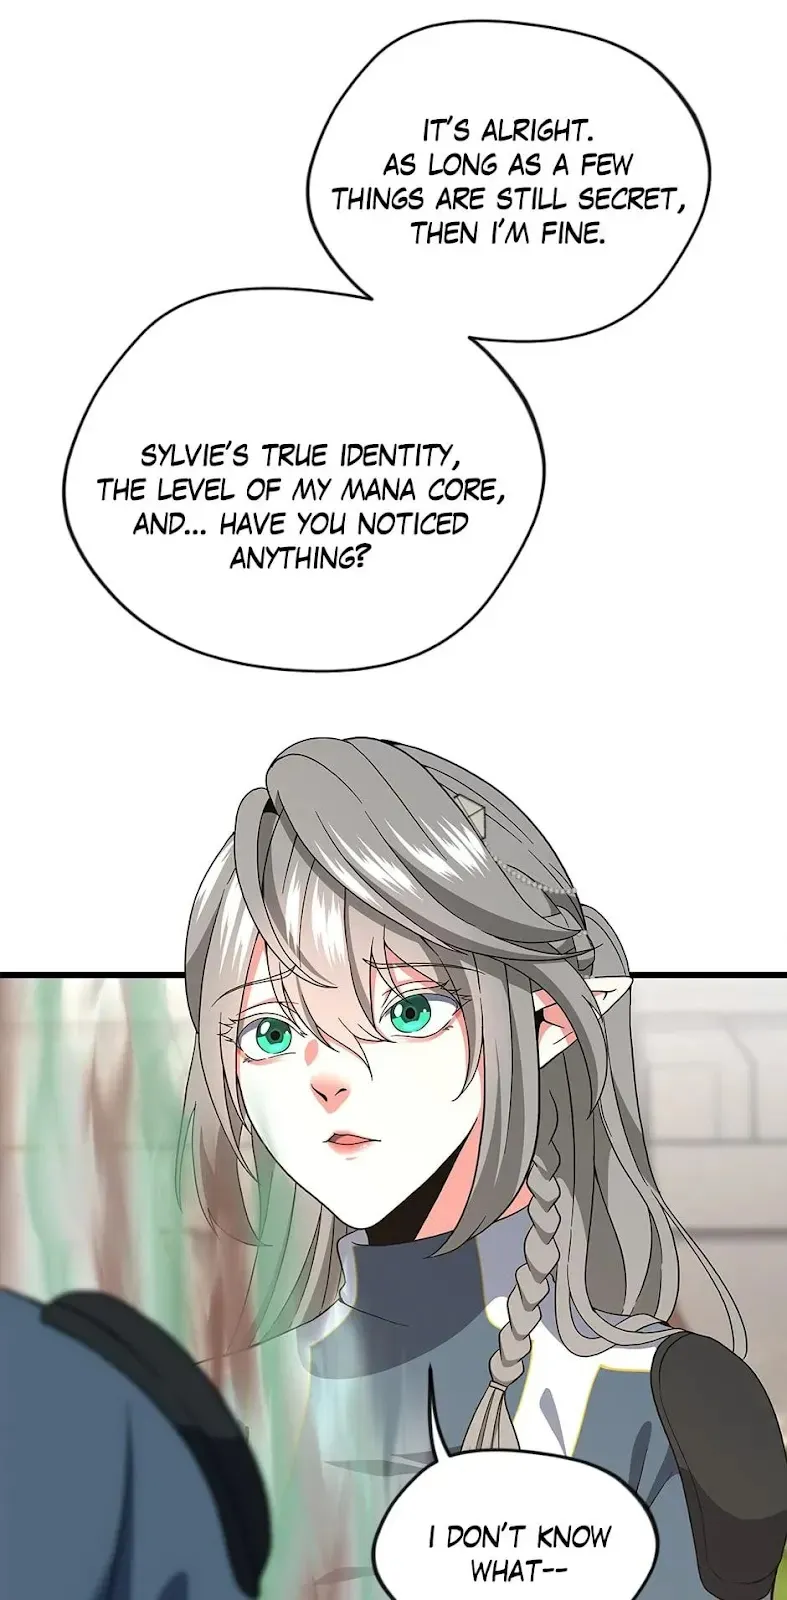 IT'S ALRIGHT.
AS LONG AS A FEW
THINGS ARE STILL SECRET,
THEN I'M FINE.
SYLVIE'S TRUE IDENTITY,
THE LEVEL OF MY MANA CORE,
AND... HAVE YOU NOTICED
ANYTHING?
I DON'T KNOW
WHAT--